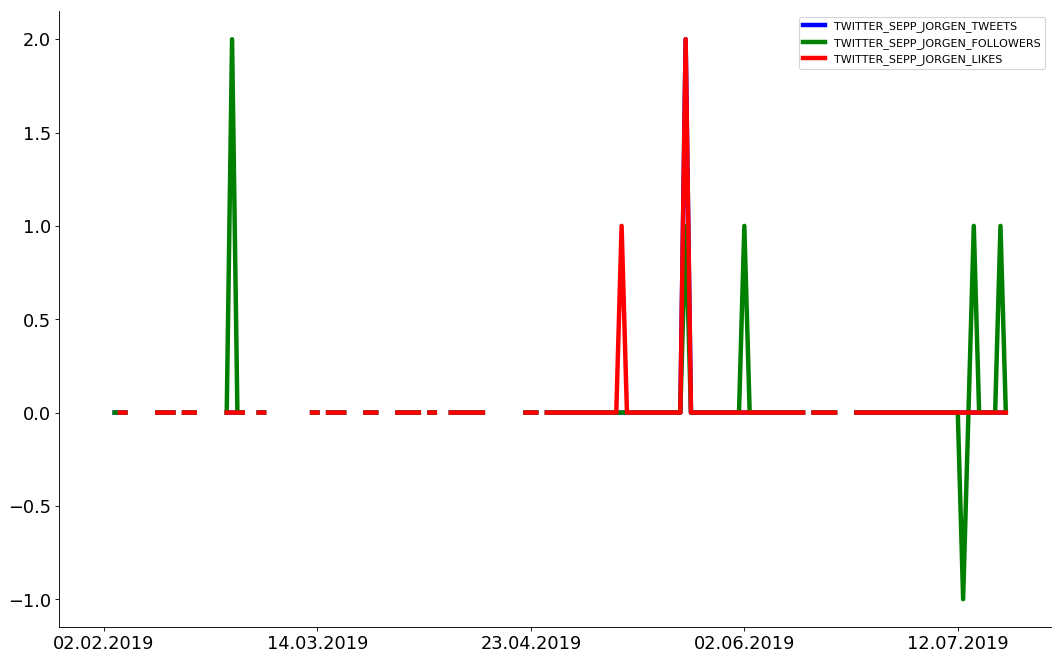 TWITTER_SEPP_JORGEN_TWEETS
TWITTER_SEPP_JORGEN_FOLLOWERS
TWITTER_SEPP_JORGEN_LIKES
2.0
1.5
1.0
0.5
0.0
−0.5
−1.0
02.02.2019 14.03.2019 23.04.2019 02.06.2019 12.07.2019